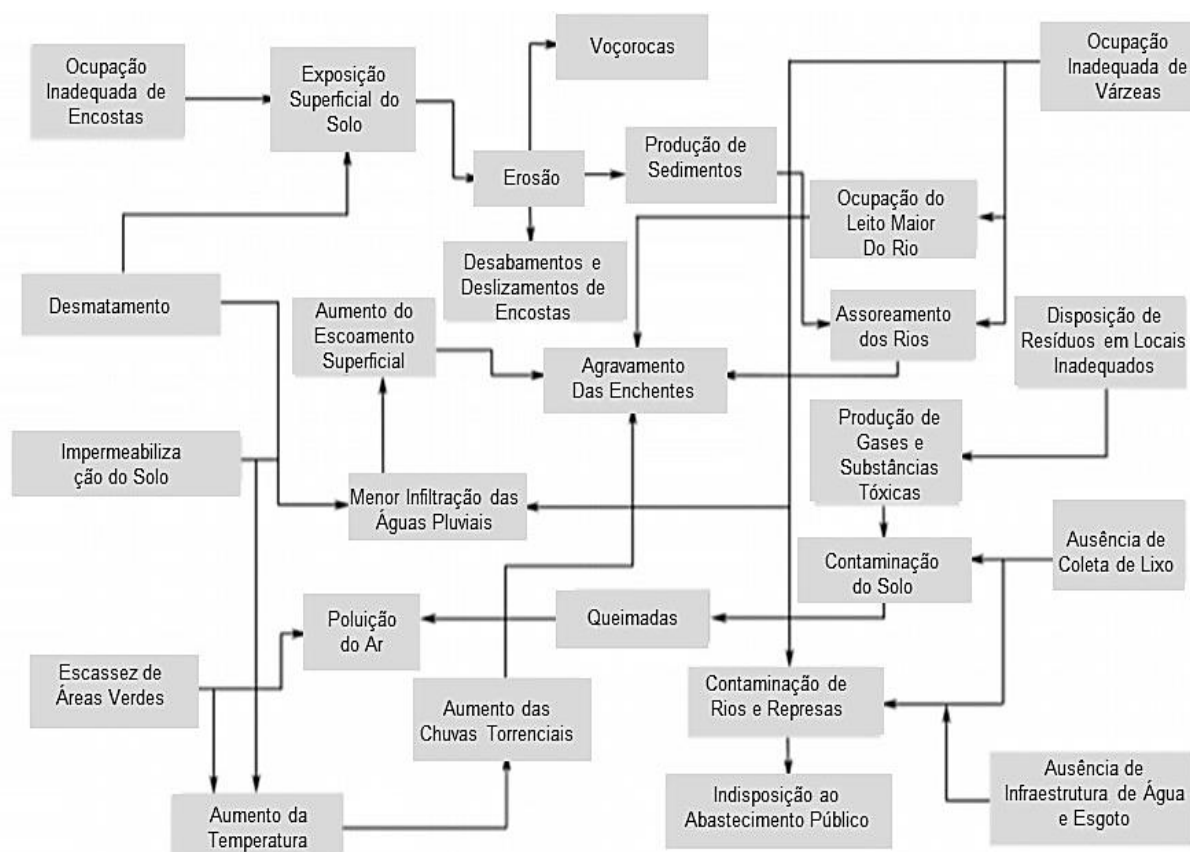 Voçorocas
Ocupação
Inadequada de
Várzeas
Ocupação
Inadequada de
Encostas
Exposição
Superficial do
Solo
Produção de
Sedimentos
Erosão
Ocupação do
Leito Maior
Do Rio
Desabamentos e
Deslizamentos de
Encostas
Desmatamento
Aumento do
Escoamento
Superficial
Assoreamento
dos Rios
Disposição de
Resíduos em Locais
Inadequados
Agravamento
Das Enchentes
Produção de
Gases e
Substâncias
Tóxicas
Impermeabiliza
ção do Solo
Menor Infiltração das
Águas Pluviais
Ausência de
Coleta de Lixo
Contaminação
do Solo
Poluição
do Ar
Queimadas
Escassez de
Áreas Verdes
Aumento das
Chuvas Torrenciais
Contaminação de
Rios e Represas
Ausência de
Infraestrutura de Água
e Esgoto
Indisposição ao
Abastecimento Público
Aumento da
Temperatura